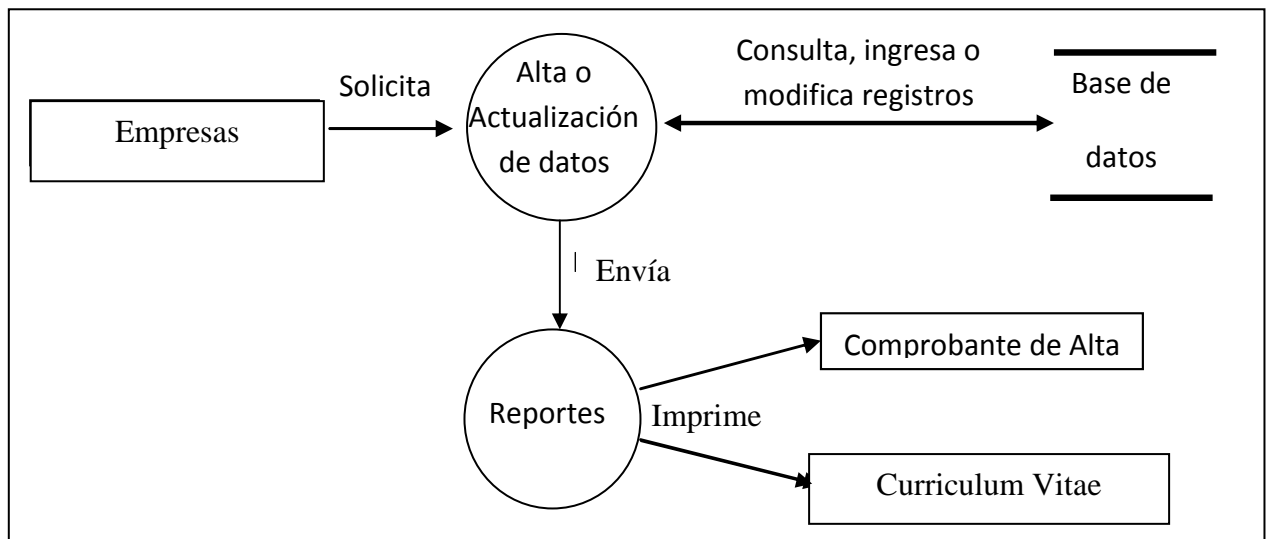 Empresas
Solicita
Alta o
Actualización
de datos
Consulta, ingresa o
modifica registros
Base de
datos
Envía
Reportes
Imprime
Comprobante de Alta
Curriculum Vitae